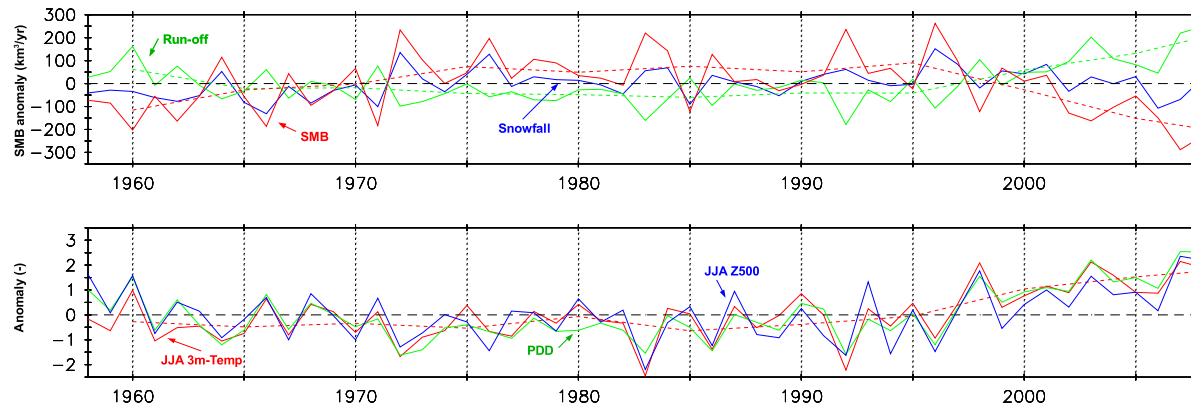 300
200
100
0
−100
−200
−300
SMB anomaly (km³/yr)
Run-off
SMB
Snowfall
1960 1970 1980 1990 2000
3
2
1
0
−1
−2
Anomaly (-)
JJA Z500
JJA 3m-Temp
PDD
1960 1970 1980 1990 2000